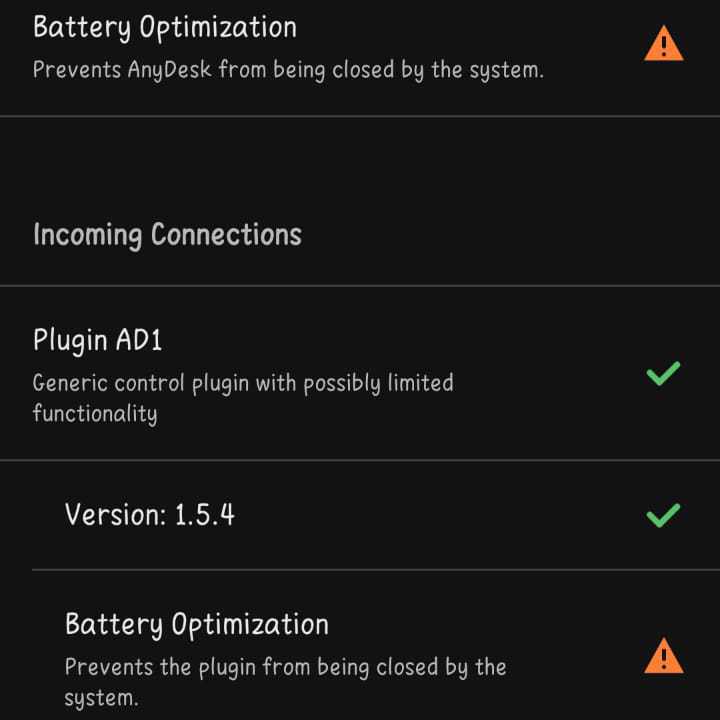 Battery Optimization
Prevents AnyDesk from being closed by the system.
Incoming Connections
Plugin AD1
Generic control plugin with possibly limited
functionality
Version: 1.5.4
Battery Optimization
Prevents the plugin from being closed by the
system.